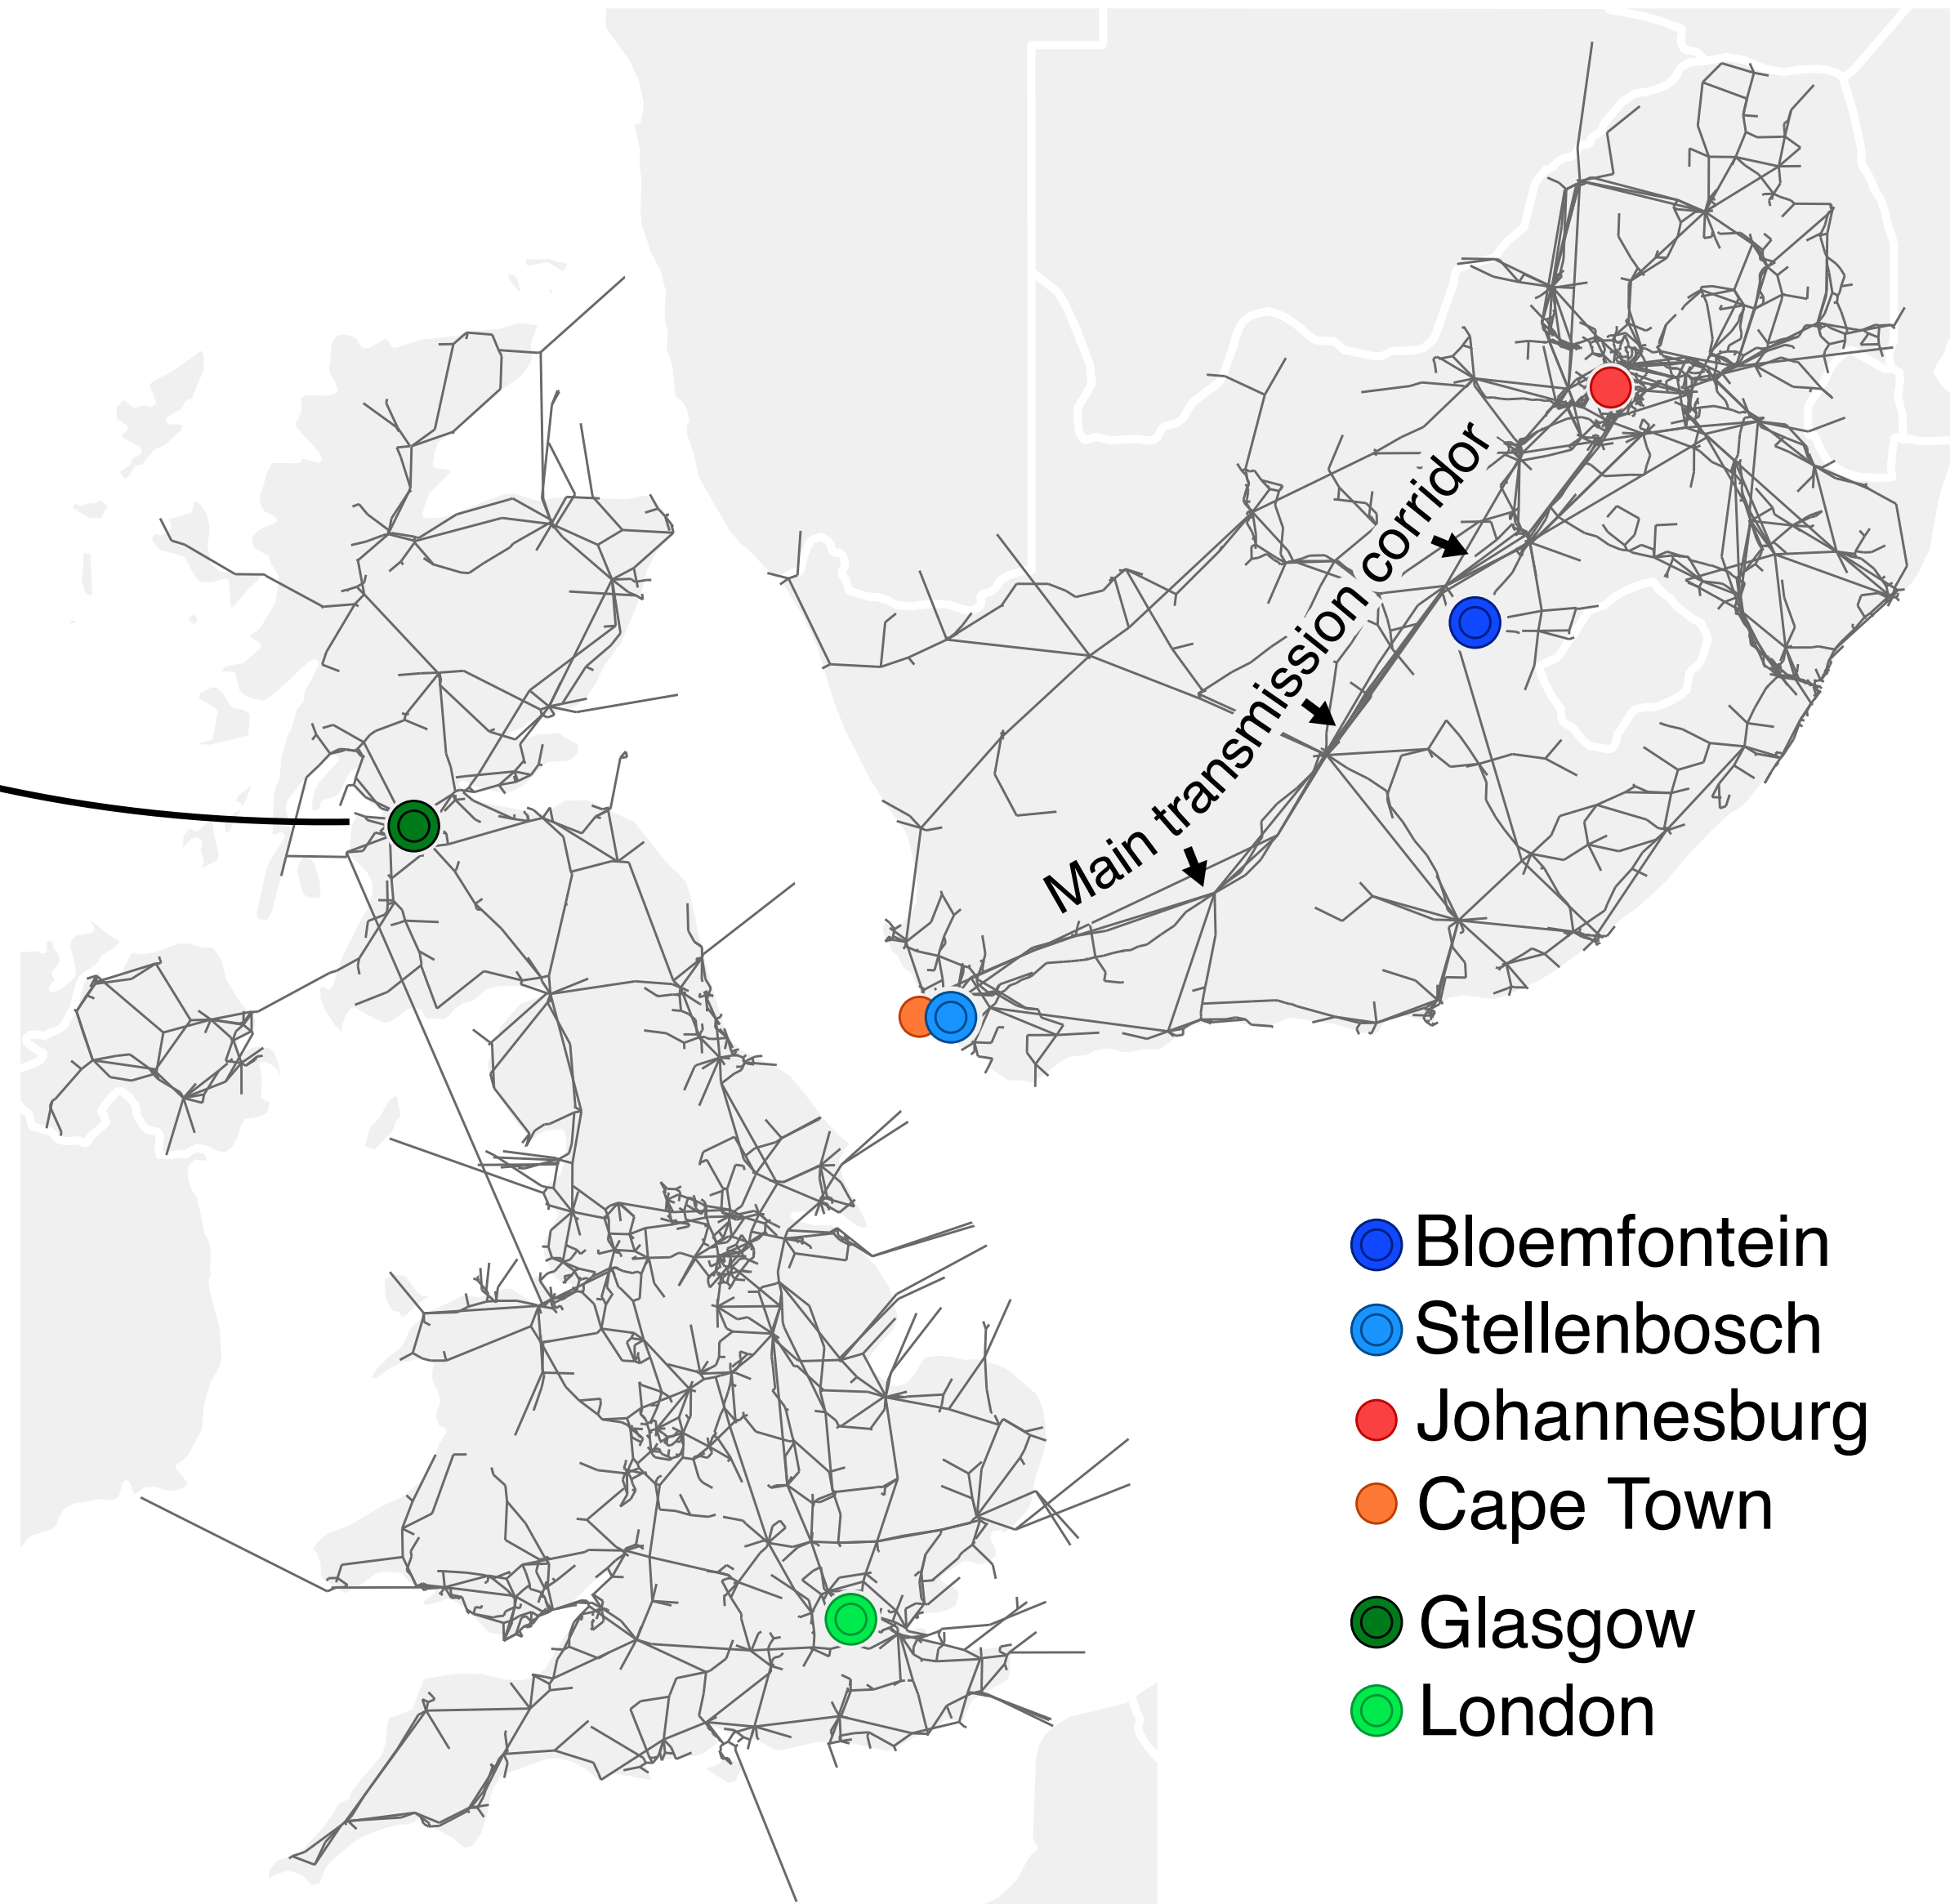 Main transmission corridor
Bloemfontein
Stellenbosch
Johannesburg
Cape Town
Glasgow
London